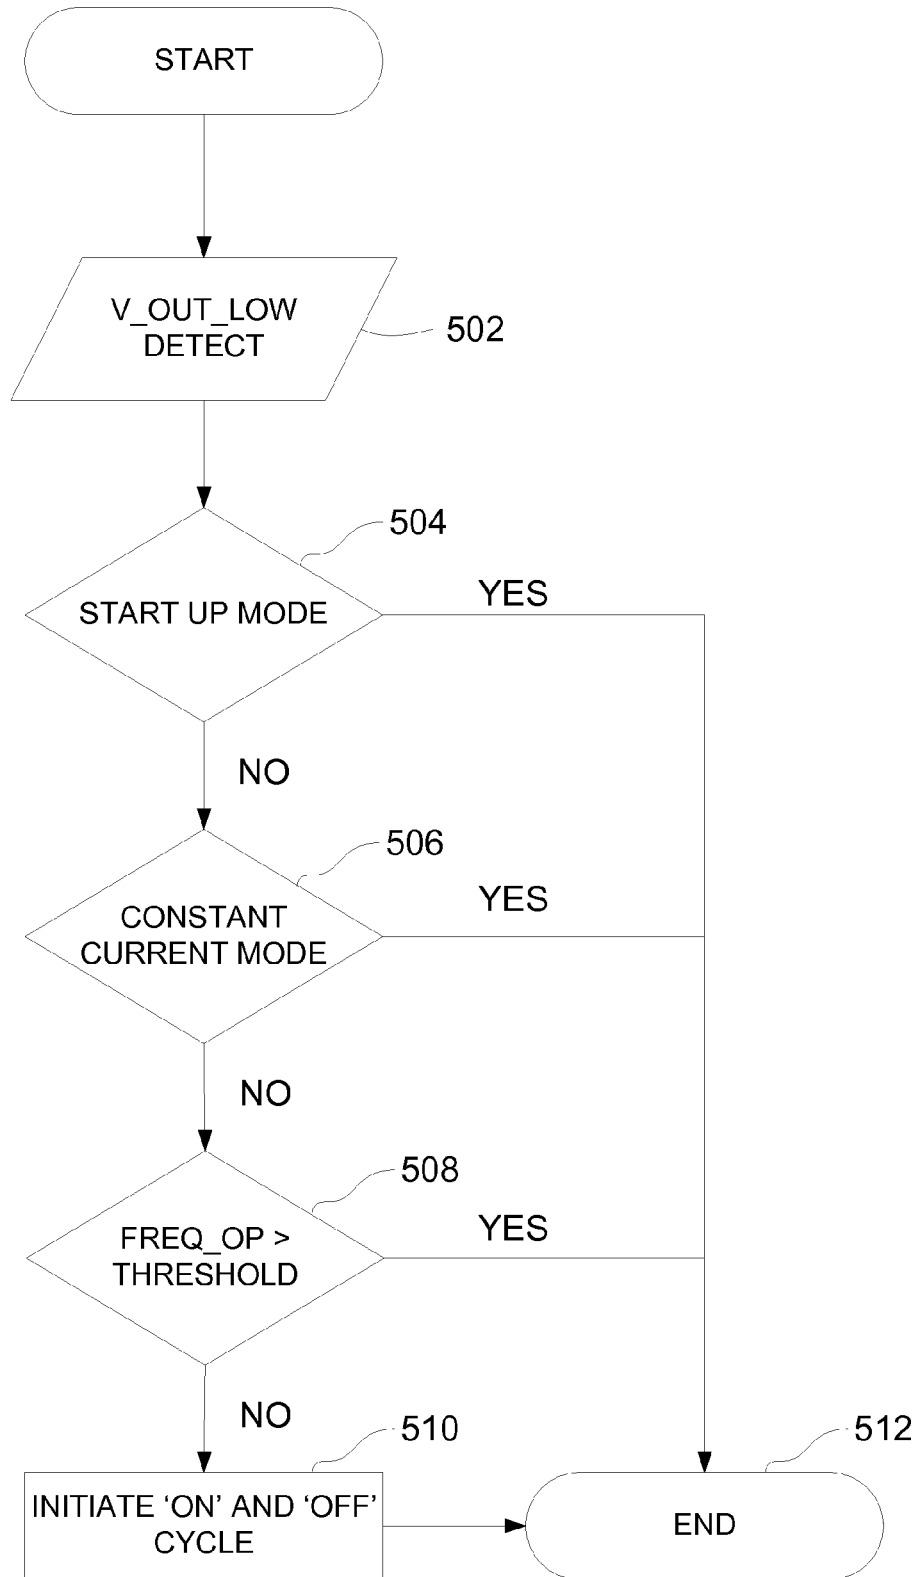 START
V_OUT_LOW
DETECT
502
504
START UP MODE
YES
NO
506
CONSTANT
CURRENT MODE
YES
NO
508
FREQ_OP >
THRESHOLD
YES
NO
510
512
INITIATE ‘ON’ AND ‘OFF’
CYCLE
END